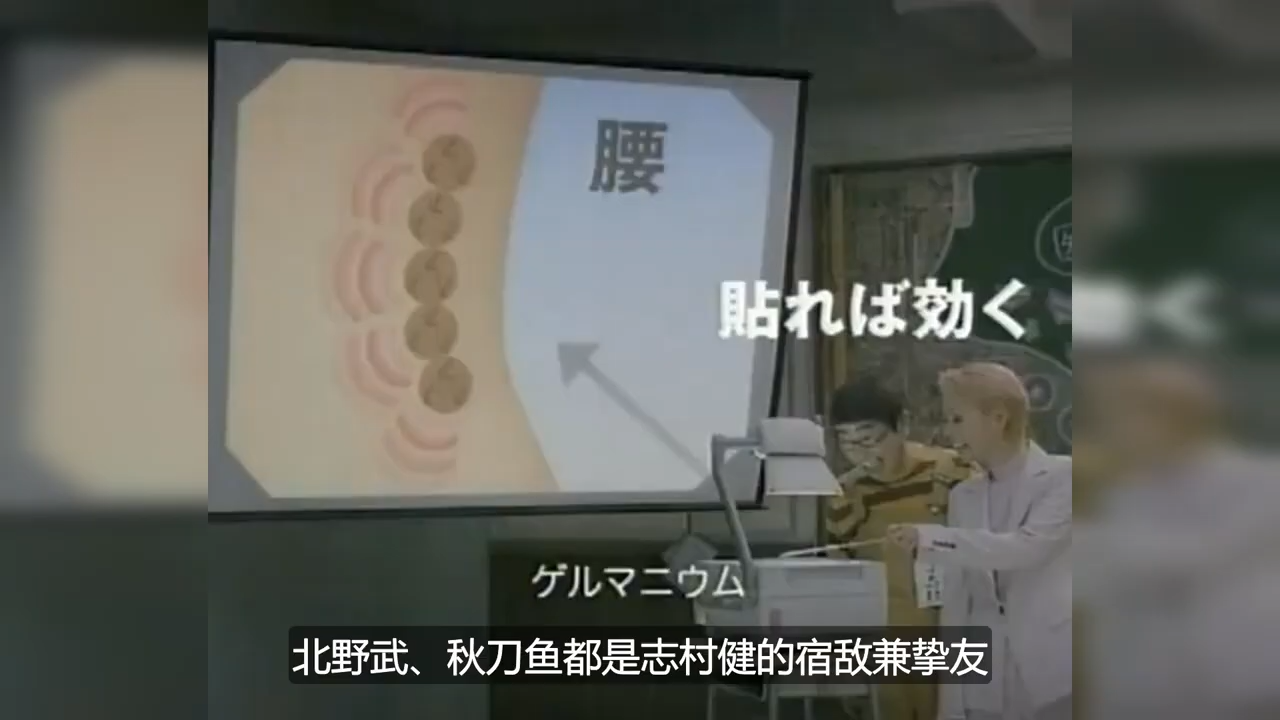 腰
貼れば効く
ゲルマニウム
北野武、秋刀鱼都是志村健的宿敌兼挚友